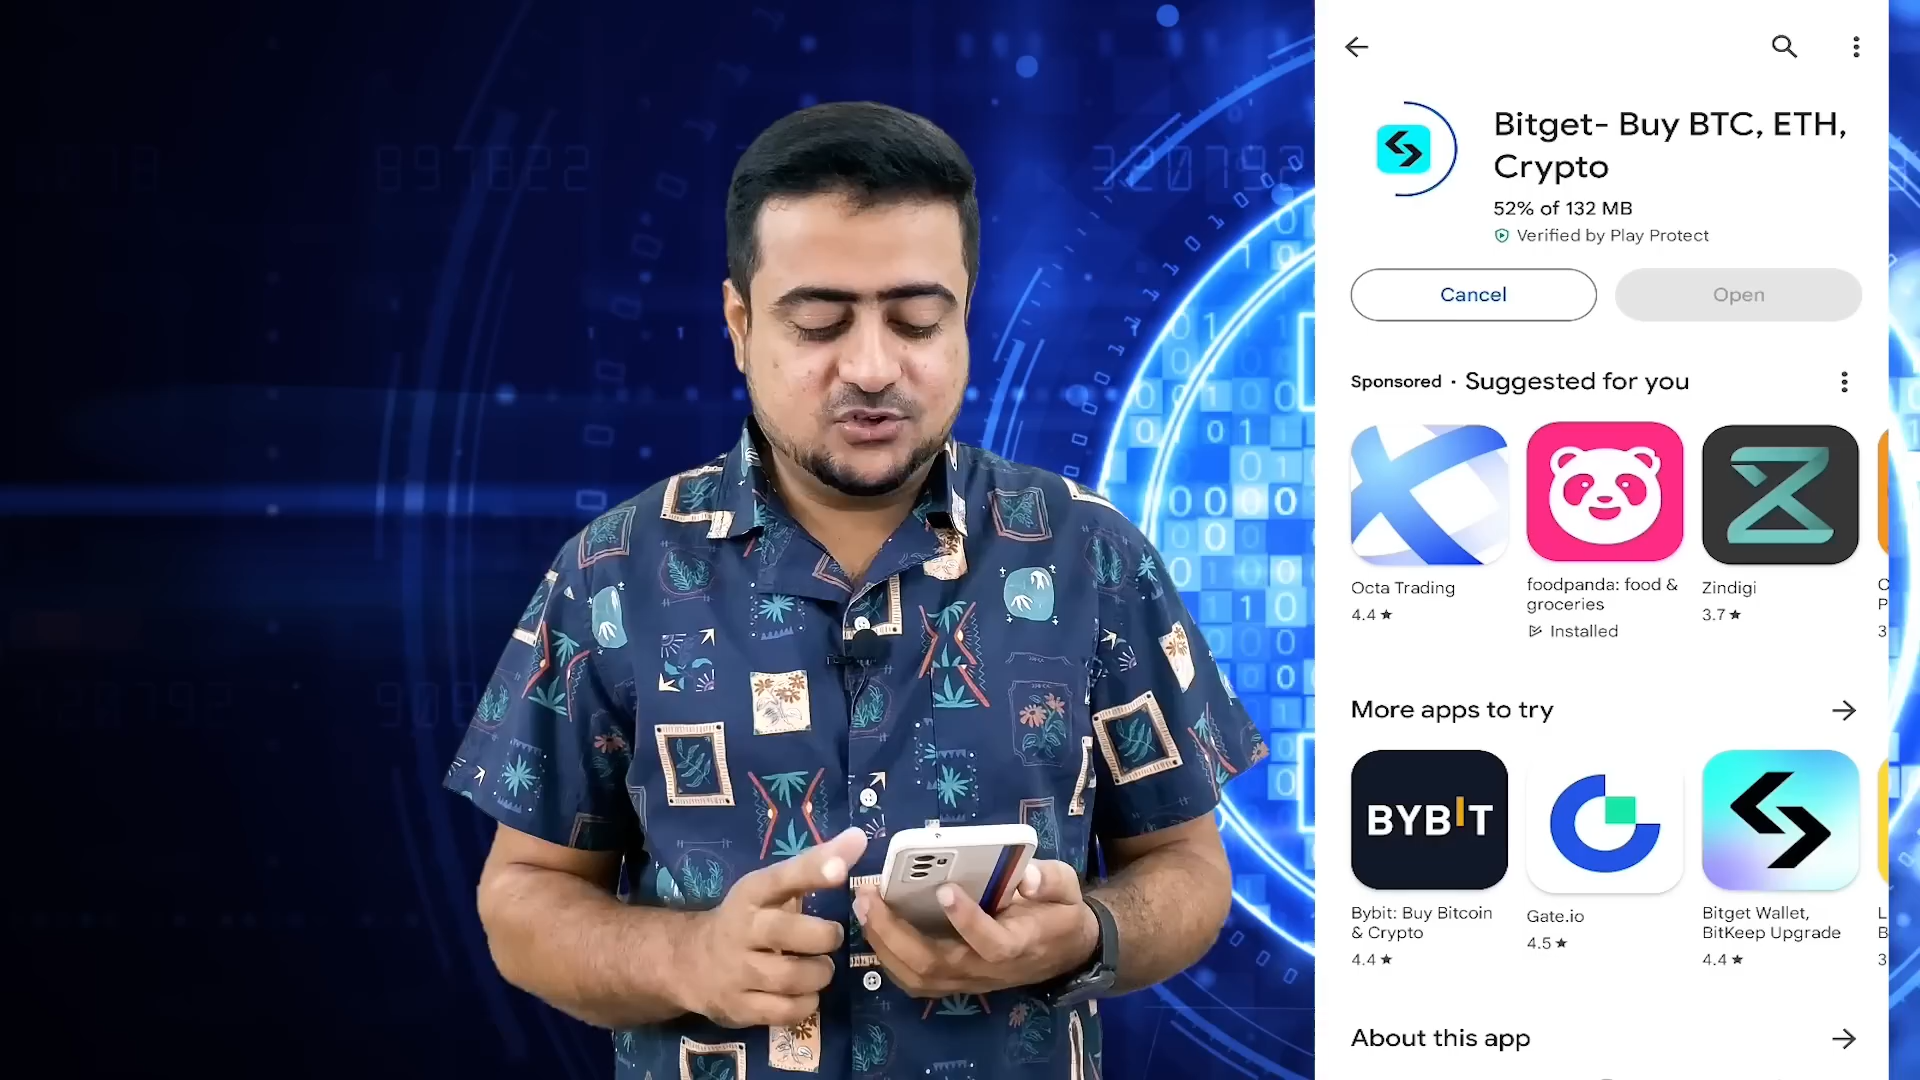 Bitget- Buy BTC, ETH,
Crypto
52% of 132 MB
Verified by Play Protect
Cancel
Open
Sponsored · Suggested for you
Octa Trading
4.4 ★
foodpanda: food &
groceries
Installed
Zindigi
3.7 ★
More apps to try
BYBIT
Bybit: Buy Bitcoin
& Crypto
4.4 ★
Gate.io
4.5 ★
Bitget Wallet,
BitKeep Upgrade
4.4 ★
About this app
897822
320792